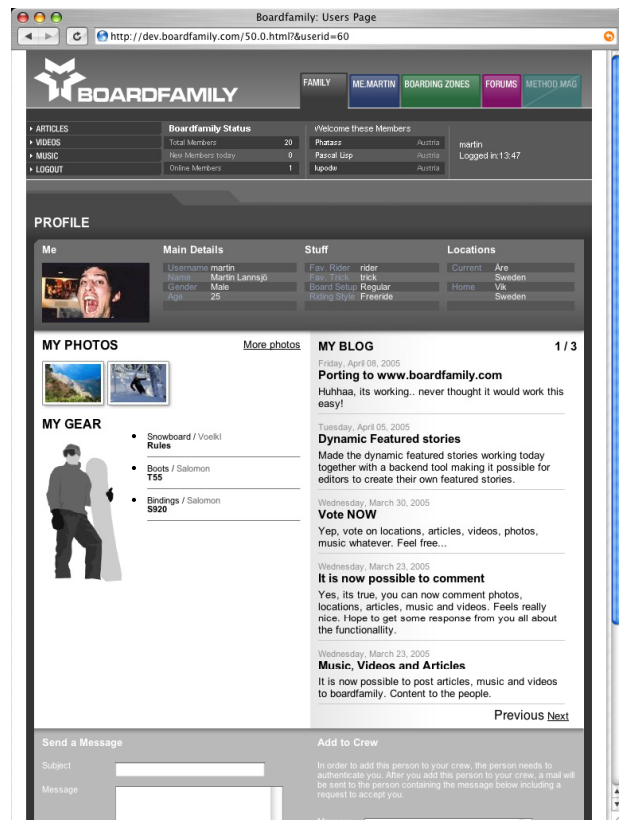 Boardfamily: Users Page
http://dev.boardfamily.com/50.0.html?&userid=60
BOARDFAMILY
FAMILY
ME.MARTIN
BOARDING ZONES
FORUMS
METHOD.MAG
ARTICLES
VIDEOS
MUSIC
LOGOUT
Boardfamily Status
Total Members 20
New Members today 0
Online Members 1
Welcome these Members
Phatass Austria
Pascal Lisp Austria
lupodw Austria
martin
Logged in:13:47
PROFILE
Me
Main Details
Username martin
Name Martin Lannsjö
Gender Male
Age 25
Stuff
Fav. Rider rider
Fav. Trick trick
Board Setup Regular
Riding Style Freeride
Locations
Current Åre
Sweden
Home Vik
Sweden
MY PHOTOS More photos
MY GEAR
Snowboard / Voelkl
Rules
Boots / Salomon
T55
Bindings / Salomon
S920
MY BLOG 1 / 3
Friday, April 08, 2005
Porting to www.boardfamily.com
Huhhaa, its working.. never thought it would work this
easy!
Tuesday, April 05, 2005
Dynamic Featured stories
Made the dynamic featured stories working today
together with a backend tool making it possible for
editors to create their own featured stories.
Wednesday, March 30, 2005
Vote NOW
Yep, vote on locations, articles, videos, photos,
music whatever. Feel free...
Wednesday, March 23, 2005
It is now possible to comment
Yes, its true, you can now comment photos,
locations, articles, music and videos. Feels really
nice. Hope to get some response from you all about
the functionallity.
Wednesday, March 23, 2005
Music, Videos and Articles
It is now possible to post articles, music and videos
to boardfamily. Content to the people.
Previous Next
Send a Message
Subject
Message
Add to Crew
In order to add this person to your crew, the person needs to
authenticate you. After you add this person to your crew, a mail will
be sent to the person containing the message below including a
request to accept you.